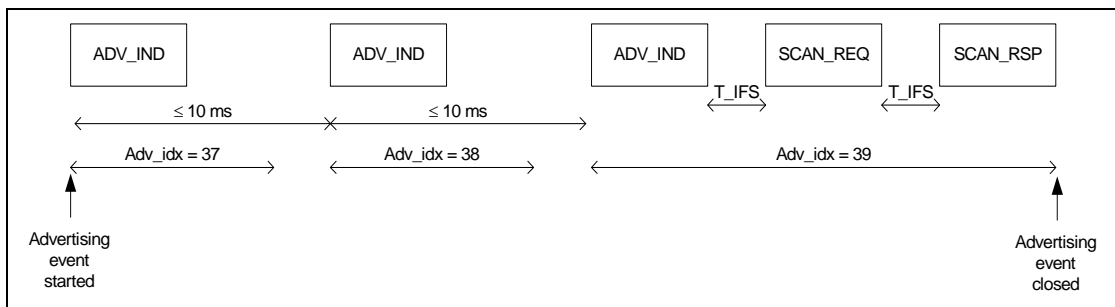 ADV_IND
ADV_IND
ADV_IND
SCAN_REQ
SCAN_RSP
T_IFS
T_IFS
≤ 10 ms
≤ 10 ms
Adv_idx = 37
Adv_idx = 38
Adv_idx = 39
Advertising
event
started
Advertising
event
closed